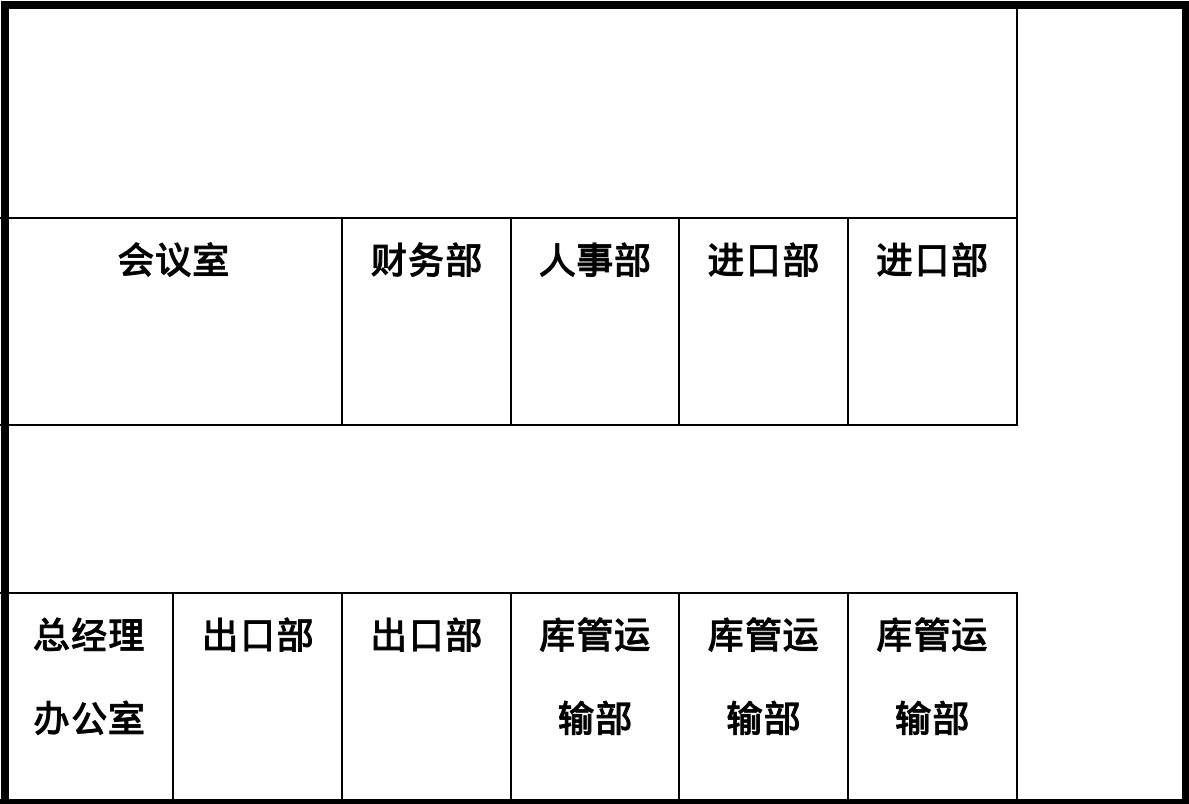 会议室 财务部 人事部 进口部 进口部
总经理 出口部 出口部 库管运 库管运 库管运
办公室 输部 输部 输部